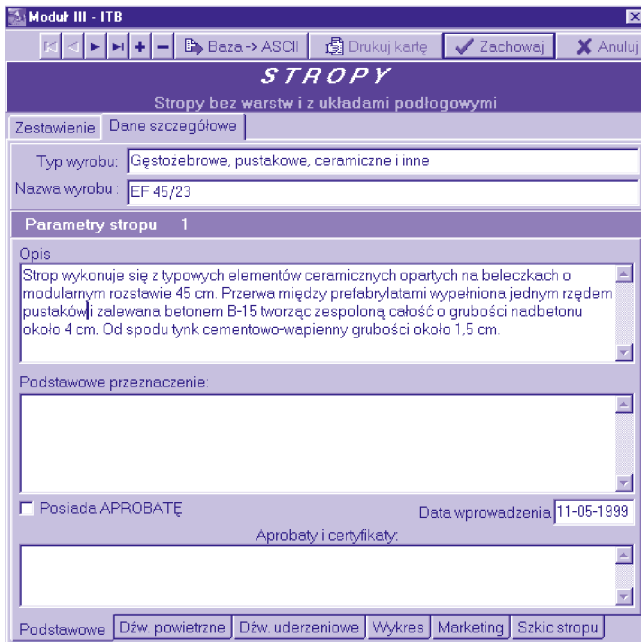 Moduł III - ITB
Baza -> ASCII Drukuj kartę Zachowaj Anuluj
STROPY
Stropy bez warstw i z układami podłogowymi
Zestawienie Dane szczegółowe
Typ wyrobu: Gęstożebrowe, pustakowe, ceramiczne i inne
Nazwa wyrobu : EF 45/23
Parametry stropu 1
Opis
Strop wykonuje się z typowych elementów ceramicznych opartych na beleczkach o
modularnym rozstawie 45 cm. Przerwa między prefabrylatami wypełniona jednym rzędem
pustaków i zalewana betonem B-15 tworząc zespoloną całość o grubości nadbetonu
około 4 cm. Od spodu tynk cementowo-wapienny grubości około 1,5 cm.
Podstawowe przeznaczenie:
Posiada APROBATĘ Data wprowadzenia 11-05-1999
Aprobaty i certyfikaty:
Podstawowe Dźw. powietrzne Dźw. uderzeniowe Wykres Marketing Szkic stropu